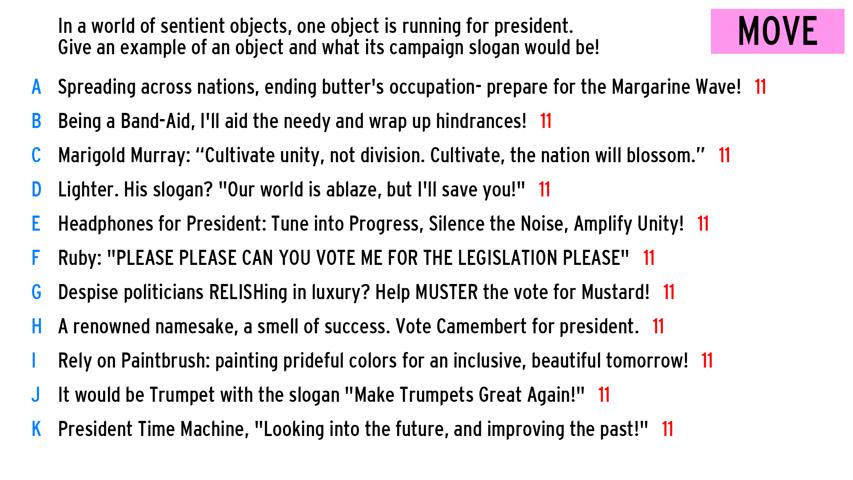 In a world of sentient objects, one object is running for president.
Give an example of an object and what its campaign slogan would be!
MOVE
A Spreading across nations, ending butter's occupation- prepare for the Margarine Wave! 11
B Being a Band-Aid, I'll aid the needy and wrap up hindrances! 11
C Marigold Murray: “Cultivate unity, not division. Cultivate, the nation will blossom.” 11
D Lighter. His slogan? "Our world is ablaze, but I'll save you!" 11
E Headphones for President: Tune into Progress, Silence the Noise, Amplify Unity! 11
F Ruby: "PLEASE PLEASE CAN YOU VOTE ME FOR THE LEGISLATION PLEASE" 11
G Despise politicians RELISHing in luxury? Help MUSTER the vote for Mustard! 11
H A renowned namesake, a smell of success. Vote Camembert for president. 11
I Rely on Paintbrush: painting prideful colors for an inclusive, beautiful tomorrow! 11
J It would be Trumpet with the slogan "Make Trumpets Great Again!" 11
K President Time Machine, "Looking into the future, and improving the past!" 11